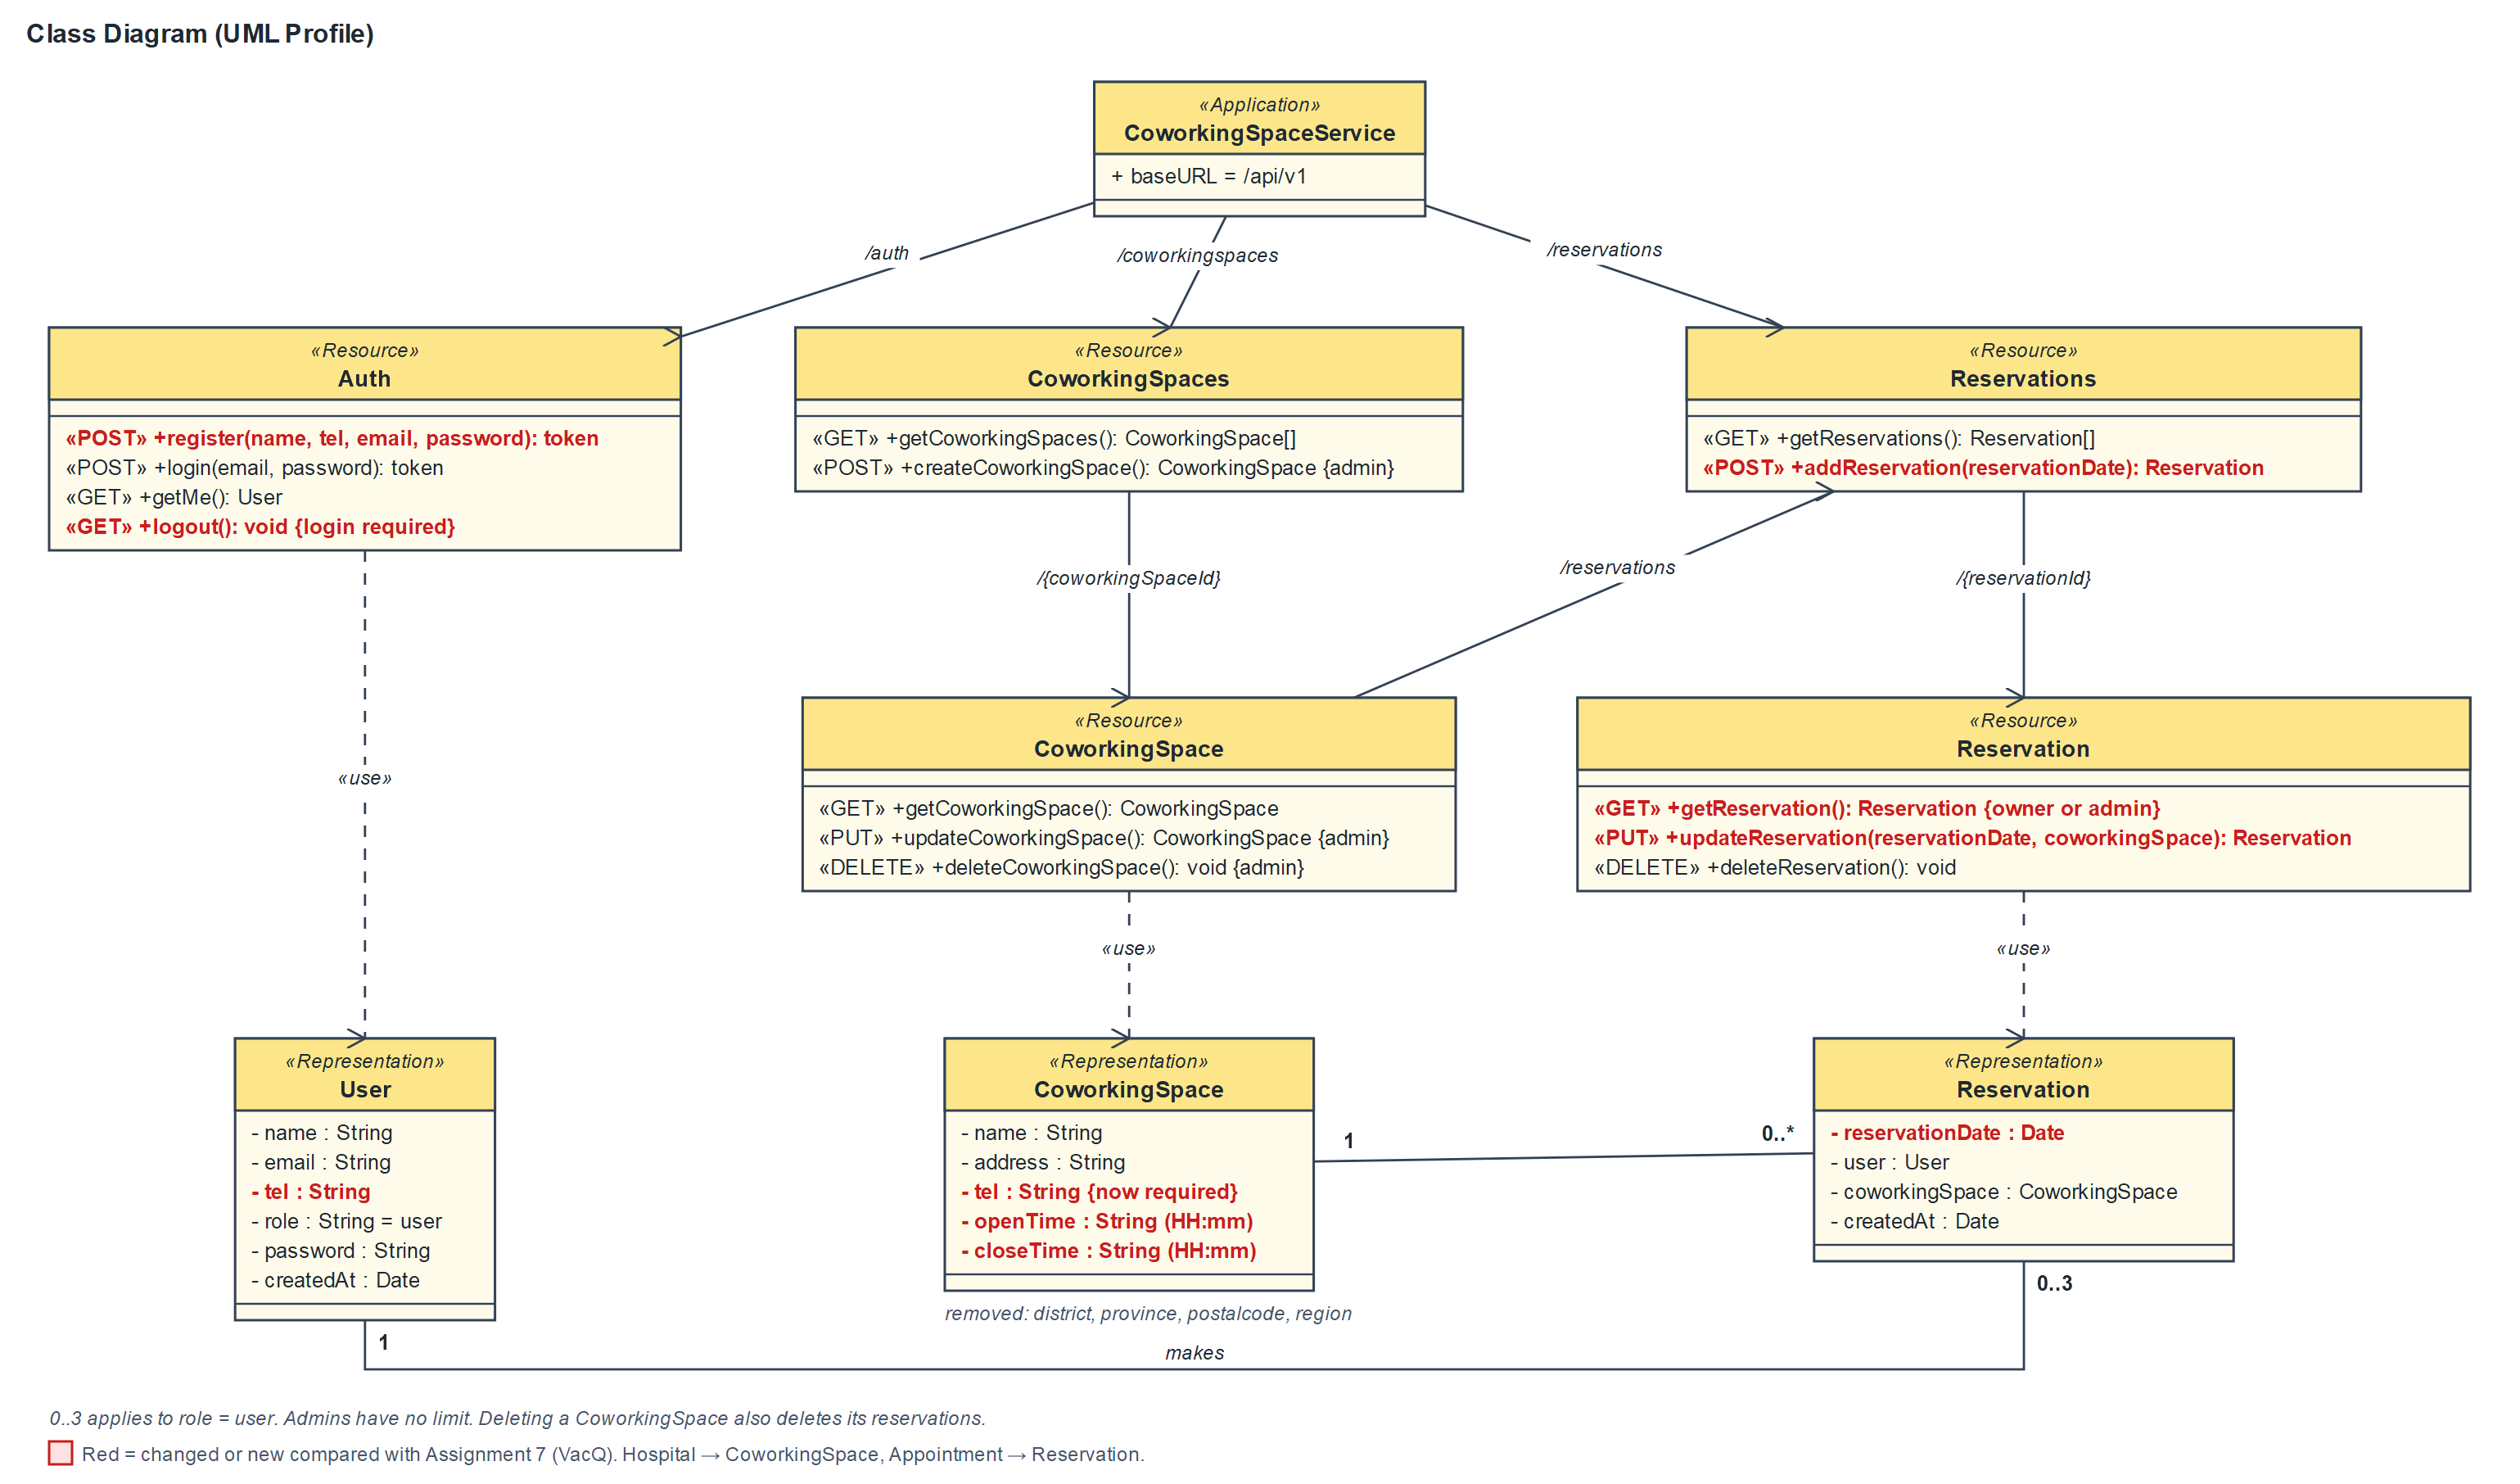 Class Diagram (UML Profile)
«Application»
CoworkingSpaceService
+ baseURL = /api/v1
/auth
/coworkingspaces
/reservations
«Resource»
Auth
«POST» +register(name, tel, email, password): token
«POST» +login(email, password): token
«GET» +getMe(): User
«GET» +logout(): void {login required}
«Resource»
CoworkingSpaces
«GET» +getCoworkingSpaces(): CoworkingSpace[]
«POST» +createCoworkingSpace(): CoworkingSpace {admin}
«Resource»
Reservations
«GET» +getReservations(): Reservation[]
«POST» +addReservation(reservationDate): Reservation
/{coworkingSpaceId}
/reservations
/{reservationId}
«use»
«Resource»
CoworkingSpace
«GET» +getCoworkingSpace(): CoworkingSpace
«PUT» +updateCoworkingSpace(): CoworkingSpace {admin}
«DELETE» +deleteCoworkingSpace(): void {admin}
«Resource»
Reservation
«GET» +getReservation(): Reservation {owner or admin}
«PUT» +updateReservation(reservationDate, coworkingSpace): Reservation
«DELETE» +deleteReservation(): void
«use»
«use»
«Representation»
User
- name : String
- email : String
- tel : String
- role : String = user
- password : String
- createdAt : Date
«Representation»
CoworkingSpace
- name : String
- address : String
- tel : String {now required}
- openTime : String (HH:mm)
- closeTime : String (HH:mm)
removed: district, province, postalcode, region
1
0..*
«Representation»
Reservation
- reservationDate : Date
- user : User
- coworkingSpace : CoworkingSpace
- createdAt : Date
0..3
1
makes
0..3 applies to role = user. Admins have no limit. Deleting a CoworkingSpace also deletes its reservations.
Red = changed or new compared with Assignment 7 (VacQ). Hospital → CoworkingSpace, Appointment → Reservation.